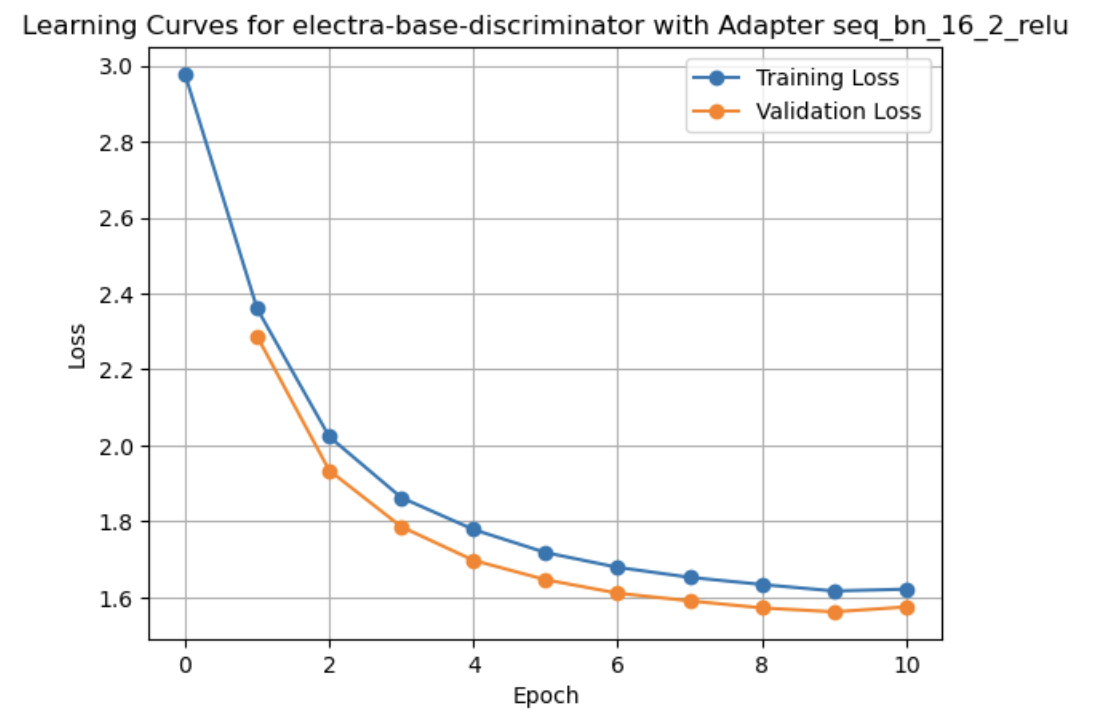 Learning Curves for electra-base-discriminator with Adapter seq_bn_16_2_relu
3.0
2.8
2.6
2.4
2.2
2.0
1.8
1.6
Loss
Training Loss
Validation Loss
0 2 4 6 8 10
Epoch